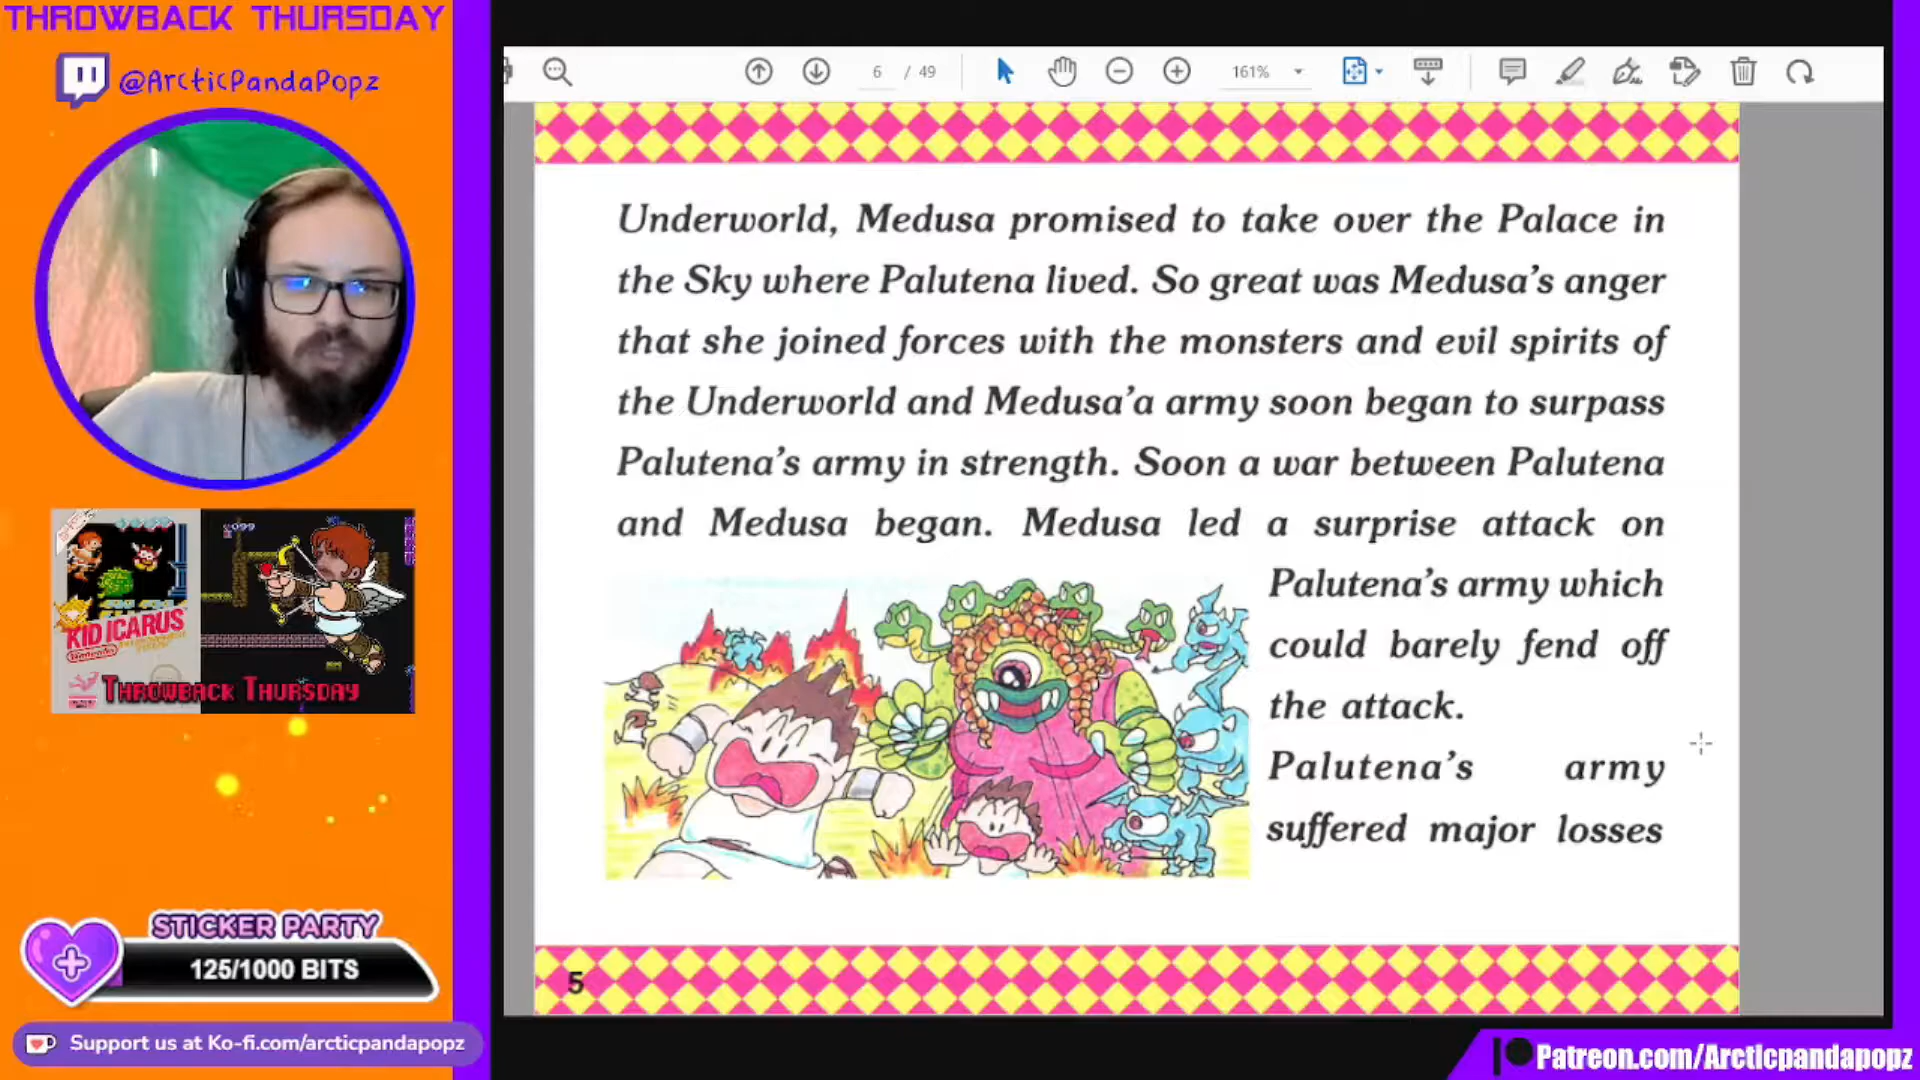 THROWBACK THURSDAY
@ArcticPandaPopz
KID ICARUS
Nintendo
THROWBACK THURSDAY
STICKER PARTY
125/1000 BITS
Support us at Ko-fi.com/arcticpandapopz
6 / 49
161%
Underworld, Medusa promised to take over the Palace in
the Sky where Palutena lived. So great was Medusa's anger
that she joined forces with the monsters and evil spirits of
the Underworld and Medusa'a army soon began to surpass
Palutena's army in strength. Soon a war between Palutena
and Medusa began. Medusa led a surprise attack on
Palutena's army which
could barely fend off
the attack.
Palutena's army
suffered major losses
5
Patreon.com/Arcticpandapopz